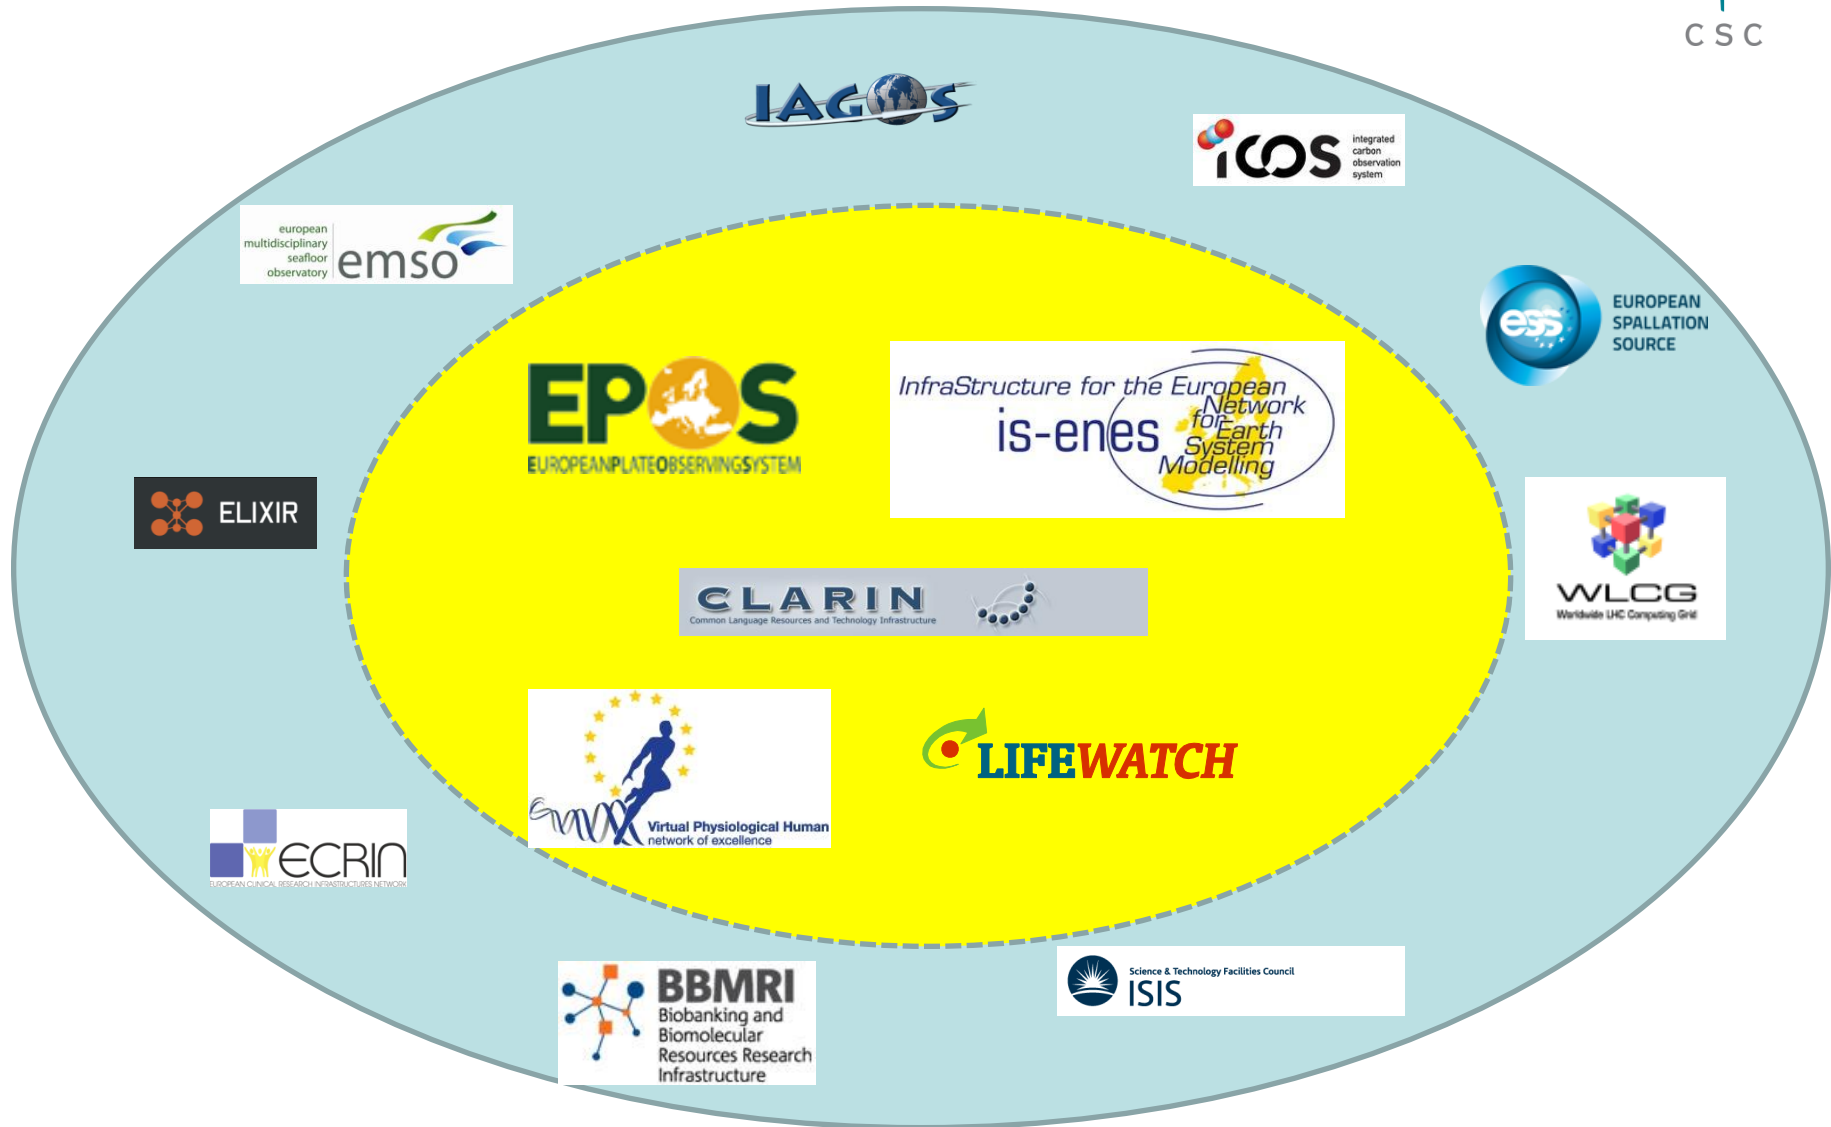 CSC
IAGOS
icos
integrated
carbon
observation
system
european
multidisciplinary
seafloor
observatory
emso
ess
EUROPEAN
SPALLATION
SOURCE
EPOS
EUROPEANPLATEOBSERVINGSYSTEM
InfraStructure for the European
Network
for
Earth
System
Modelling
is-enes
ELIXIR
WLCG
Worldwide LHC Computing Grid
CLARIN
Common Language Resources and Technology Infrastructure
Virtual Physiological Human
network of excellence
LIFEWATCH
ECRIN
EUROPEAN CLINICAL RESEARCH INFRASTRUCTURES NETWORK
BBMRI
Biobanking and
Biomolecular
Resources Research
Infrastructure
Science & Technology Facilities Council
ISIS